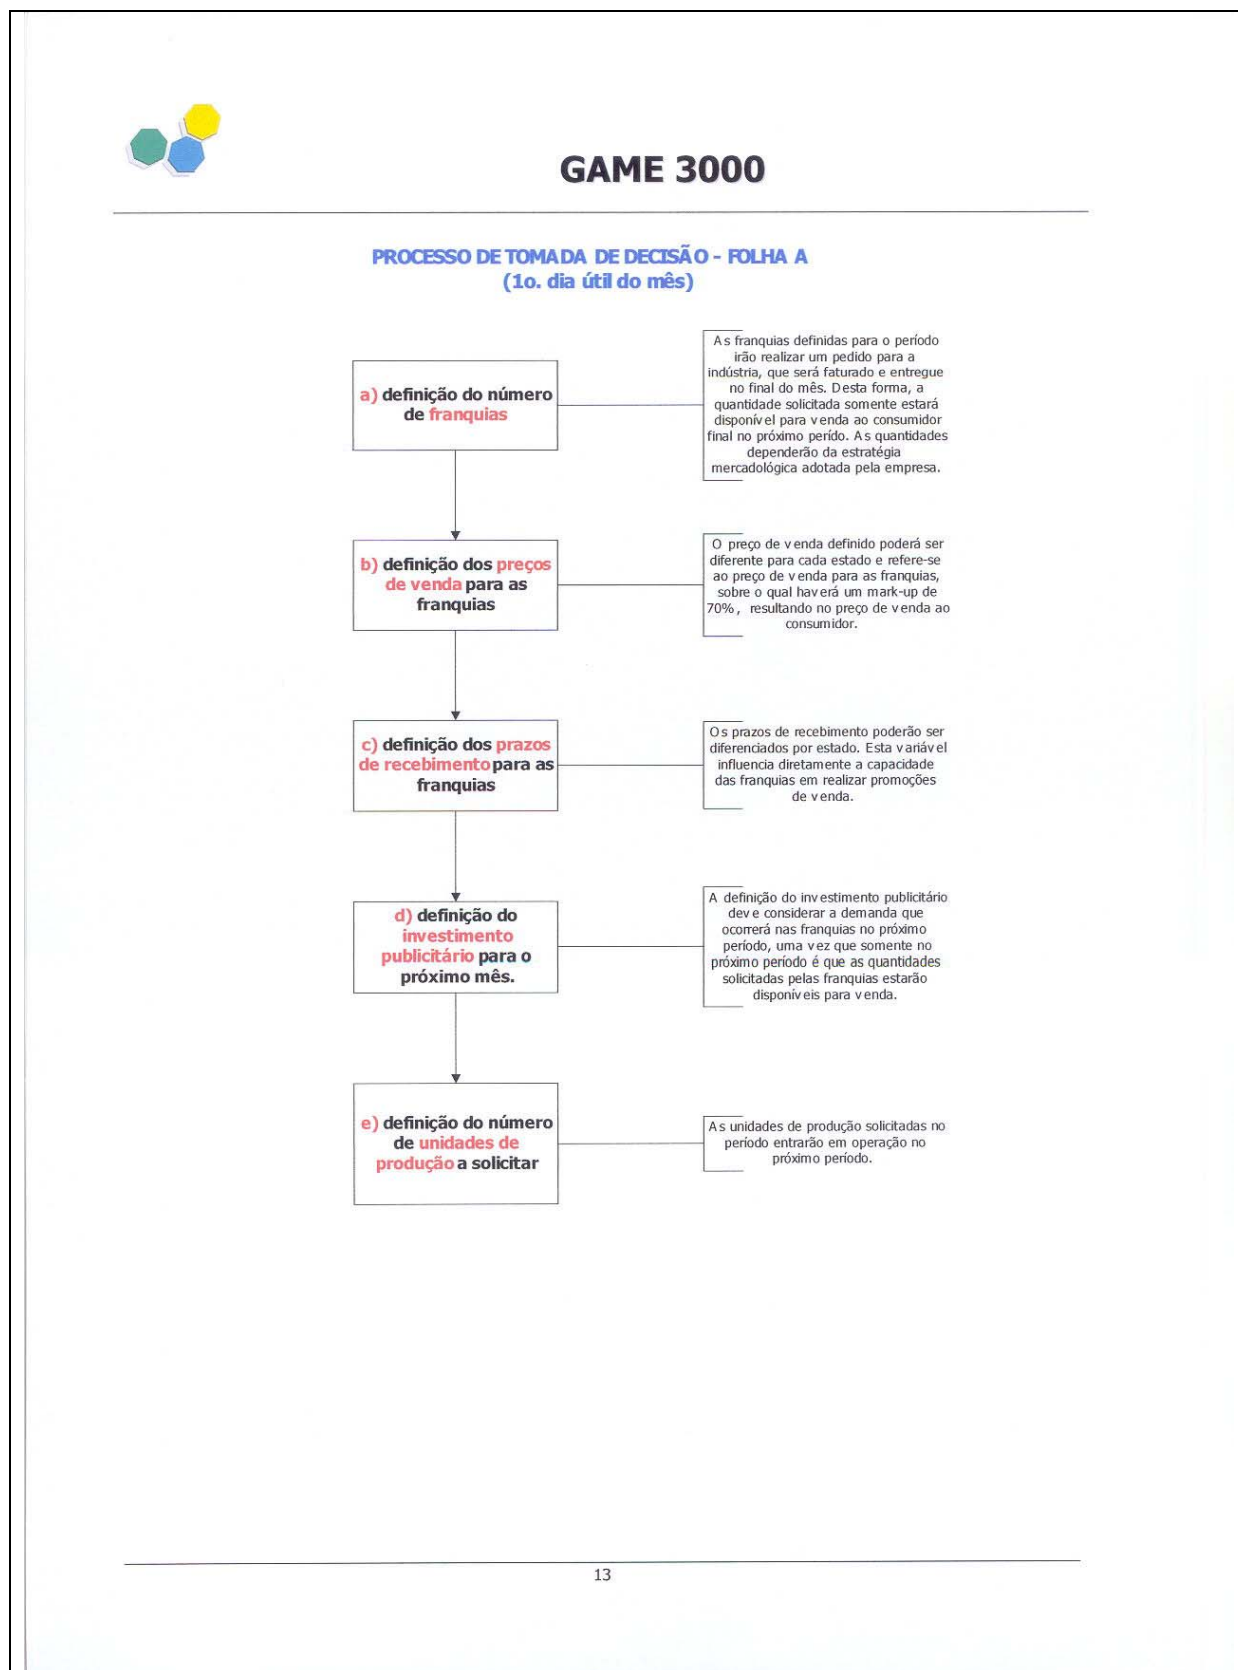 GAME 3000
PROCESSO DE TOMADA DE DECISÃO - FOLHA A
(1o. dia útil do mês)
a) definição do número
de franquias
As franquias definidas para o período
irão realizar um pedido para a
indústria, que será faturado e entregue
no final do mês. Desta forma, a
quantidade solicitada somente estará
disponível para venda ao consumidor
final no próximo perído. As quantidades
dependerão da estratégia
mercadológica adotada pela empresa.
b) definição dos preços
de venda para as
franquias
O preço de venda definido poderá ser
diferente para cada estado e refere-se
ao preço de venda para as franquias,
sobre o qual haverá um mark-up de
70%, resultando no preço de venda ao
consumidor.
c) definição dos prazos
de recebimento para as
franquias
Os prazos de recebimento poderão ser
diferenciados por estado. Esta variável
influencia diretamente a capacidade
das franquias em realizar promoções
de venda.
d) definição do
investimento
publicitário para o
próximo mês.
A definição do investimento publicitário
deve considerar a demanda que
ocorrerá nas franquias no próximo
período, uma vez que somente no
próximo período é que as quantidades
solicitadas pelas franquias estarão
disponíveis para venda.
e) definição do número
de unidades de
produção a solicitar
As unidades de produção solicitadas no
período entrarão em operação no
próximo período.
13